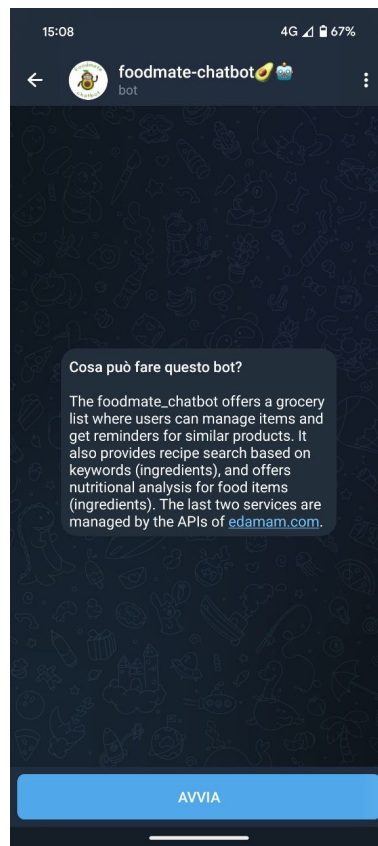 15:08
4G 67%
foodmate-chatbot🥑🤖
bot
foodmate
chatbot
Cosa può fare questo bot?
The foodmate_chatbot offers a grocery
list where users can manage items and
get reminders for similar products. It
also provides recipe search based on
keywords (ingredients), and offers
nutritional analysis for food items
(ingredients). The last two services are
managed by the APIs of edamam.com.
AVVIA